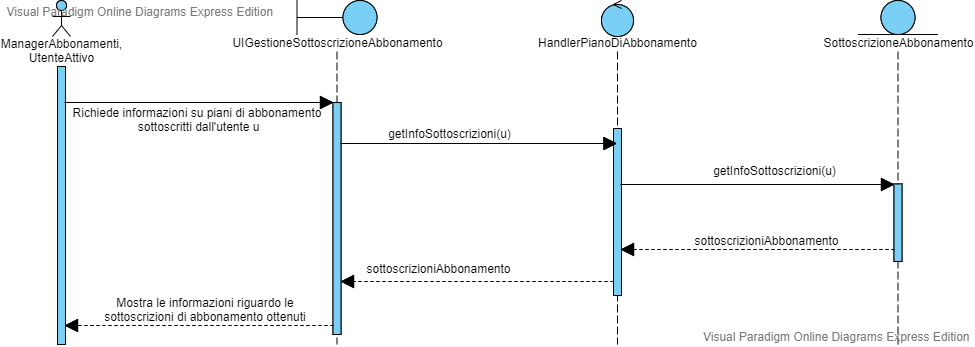 Visual Paradigm Online Diagrams Express Edition
ManagerAbbonamenti,
UtenteAttivo
UIGestioneSottoscrizioneAbbonamento
HandlerPianoDiAbbonamento
SottoscrizioneAbbonamento
Richiede informazioni su piani di abbonamento
sottoscritti dall'utente u
getInfoSottoscrizioni(u)
getInfoSottoscrizioni(u)
sottoscrizioniAbbonamento
sottoscrizioniAbbonamento
Mostra le informazioni riguardo le
sottoscrizioni di abbonamento ottenuti
Visual Paradigm Online Diagrams Express Edition